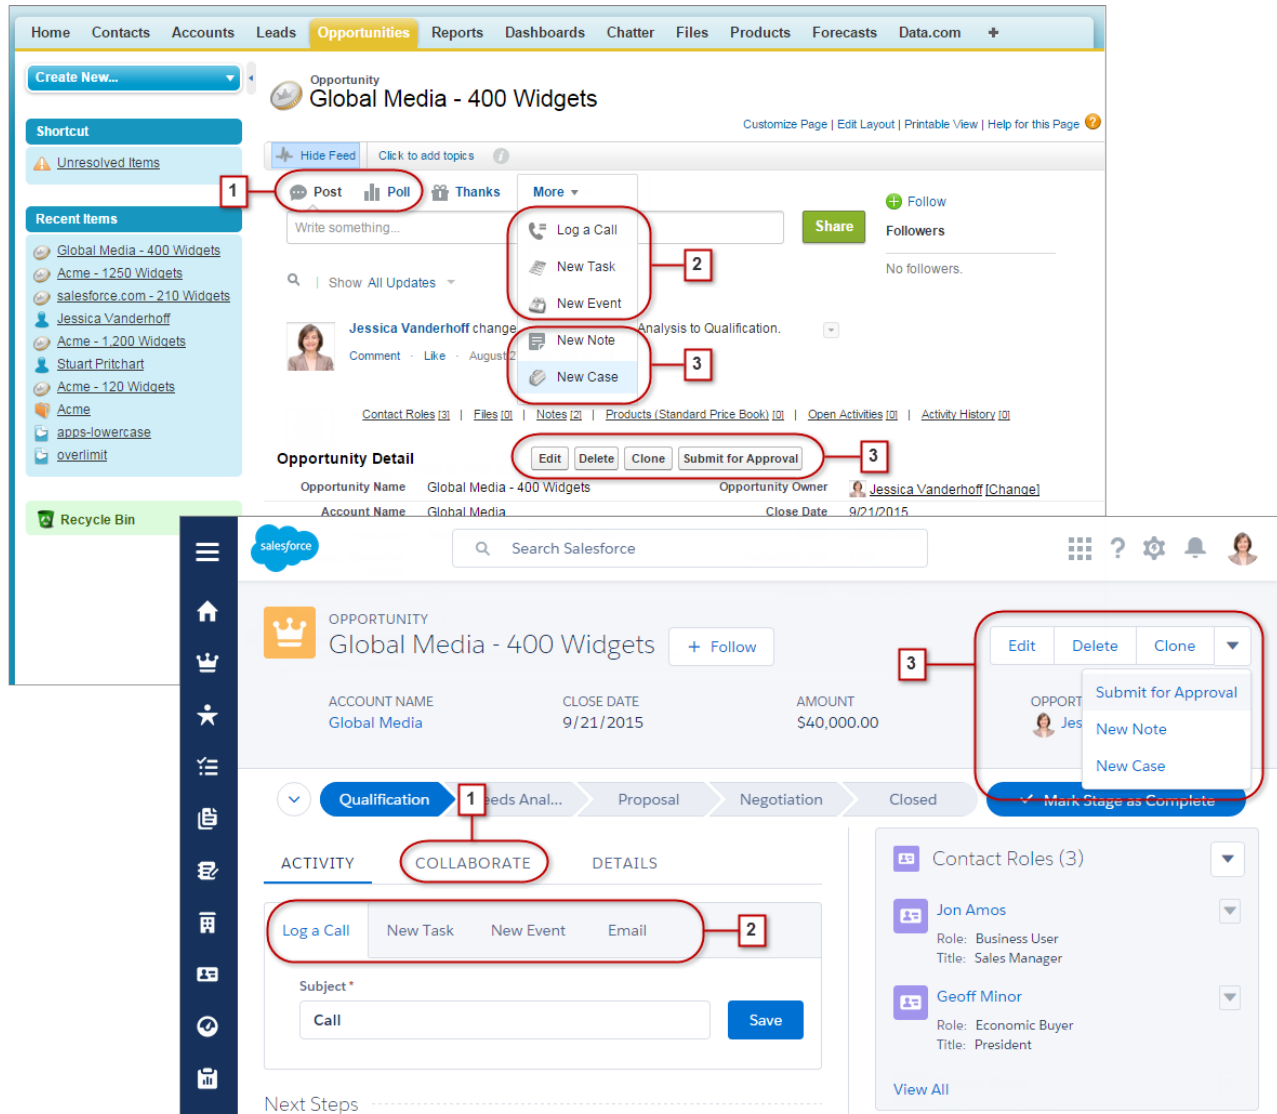 Home Contacts Accounts Leads Opportunities Reports Dashboards Chatter Files Products Forecasts Data.com +
Create New...
Opportunity
Global Media - 400 Widgets
Customize Page | Edit Layout | Printable View | Help for this Page ?
Shortcut
Unresolved Items
Hide Feed Click to add topics i
1
Post Poll Thanks More
Write something...
Share
Follow
Followers
No followers.
Log a Call
New Task
New Event
2
Show All Updates
Recent Items
Global Media - 400 Widgets
Acme - 1250 Widgets
salesforce.com - 210 Widgets
Jessica Vanderhoff
Acme - 1,200 Widgets
Stuart Pritchart
Acme - 120 Widgets
Acme
apps-lowercase
overlimit
Jessica Vanderhoff change Analysis to Qualification.
Comment · Like · August 2
New Note
New Case
3
Contact Roles [3] | Files [0] | Notes [2] | Products (Standard Price Book) [0] | Open Activities [0] | Activity History [0]
Opportunity Detail Edit Delete Clone Submit for Approval
3
Opportunity Name Global Media - 400 Widgets Opportunity Owner Jessica Vanderhoff [Change]
Account Name Global Media Close Date 9/21/2015
Recycle Bin
salesforce
Search Salesforce
?
OPPORTUNITY
Global Media - 400 Widgets
+ Follow
3
Edit Delete Clone
Submit for Approval
New Note
New Case
ACCOUNT NAME CLOSE DATE AMOUNT OPPORT
Global Media 9/21/2015 $40,000.00 Jes
Qualification eeds Anal... Proposal Negotiation Closed
Mark Stage as Complete
1
ACTIVITY COLLABORATE DETAILS
Log a Call New Task New Event Email
2
Subject *
Call
Save
Next Steps
Contact Roles (3)
Jon Amos
Role: Business User
Title: Sales Manager
Geoff Minor
Role: Economic Buyer
Title: President
View All